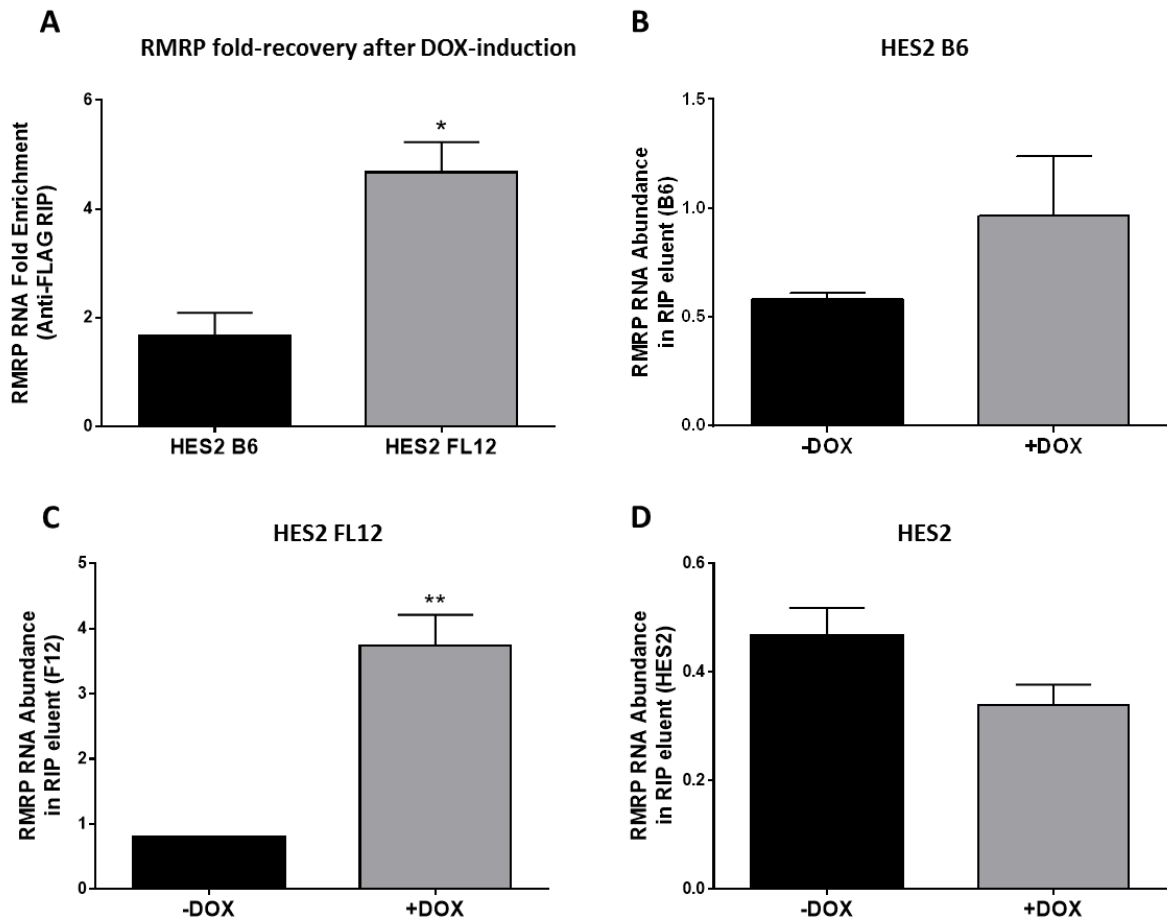 A
RMRP fold-recovery after DOX-induction
RMRP RNA Fold Enrichment
(Anti-FLAG RIP)
6
4
2
0
*
HES2 B6
HES2 FL12
B
HES2 B6
RMRP RNA Abundance
in RIP eluent (B6)
1.5
1.0
0.5
0.0
-DOX
+DOX
C
HES2 FL12
RMRP RNA Abundance
in RIP eluent (F12)
5
4
3
2
1
0
**
-DOX
+DOX
D
HES2
RMRP RNA Abundance
in RIP eluent (HES2)
0.6
0.4
0.2
0.0
-DOX
+DOX